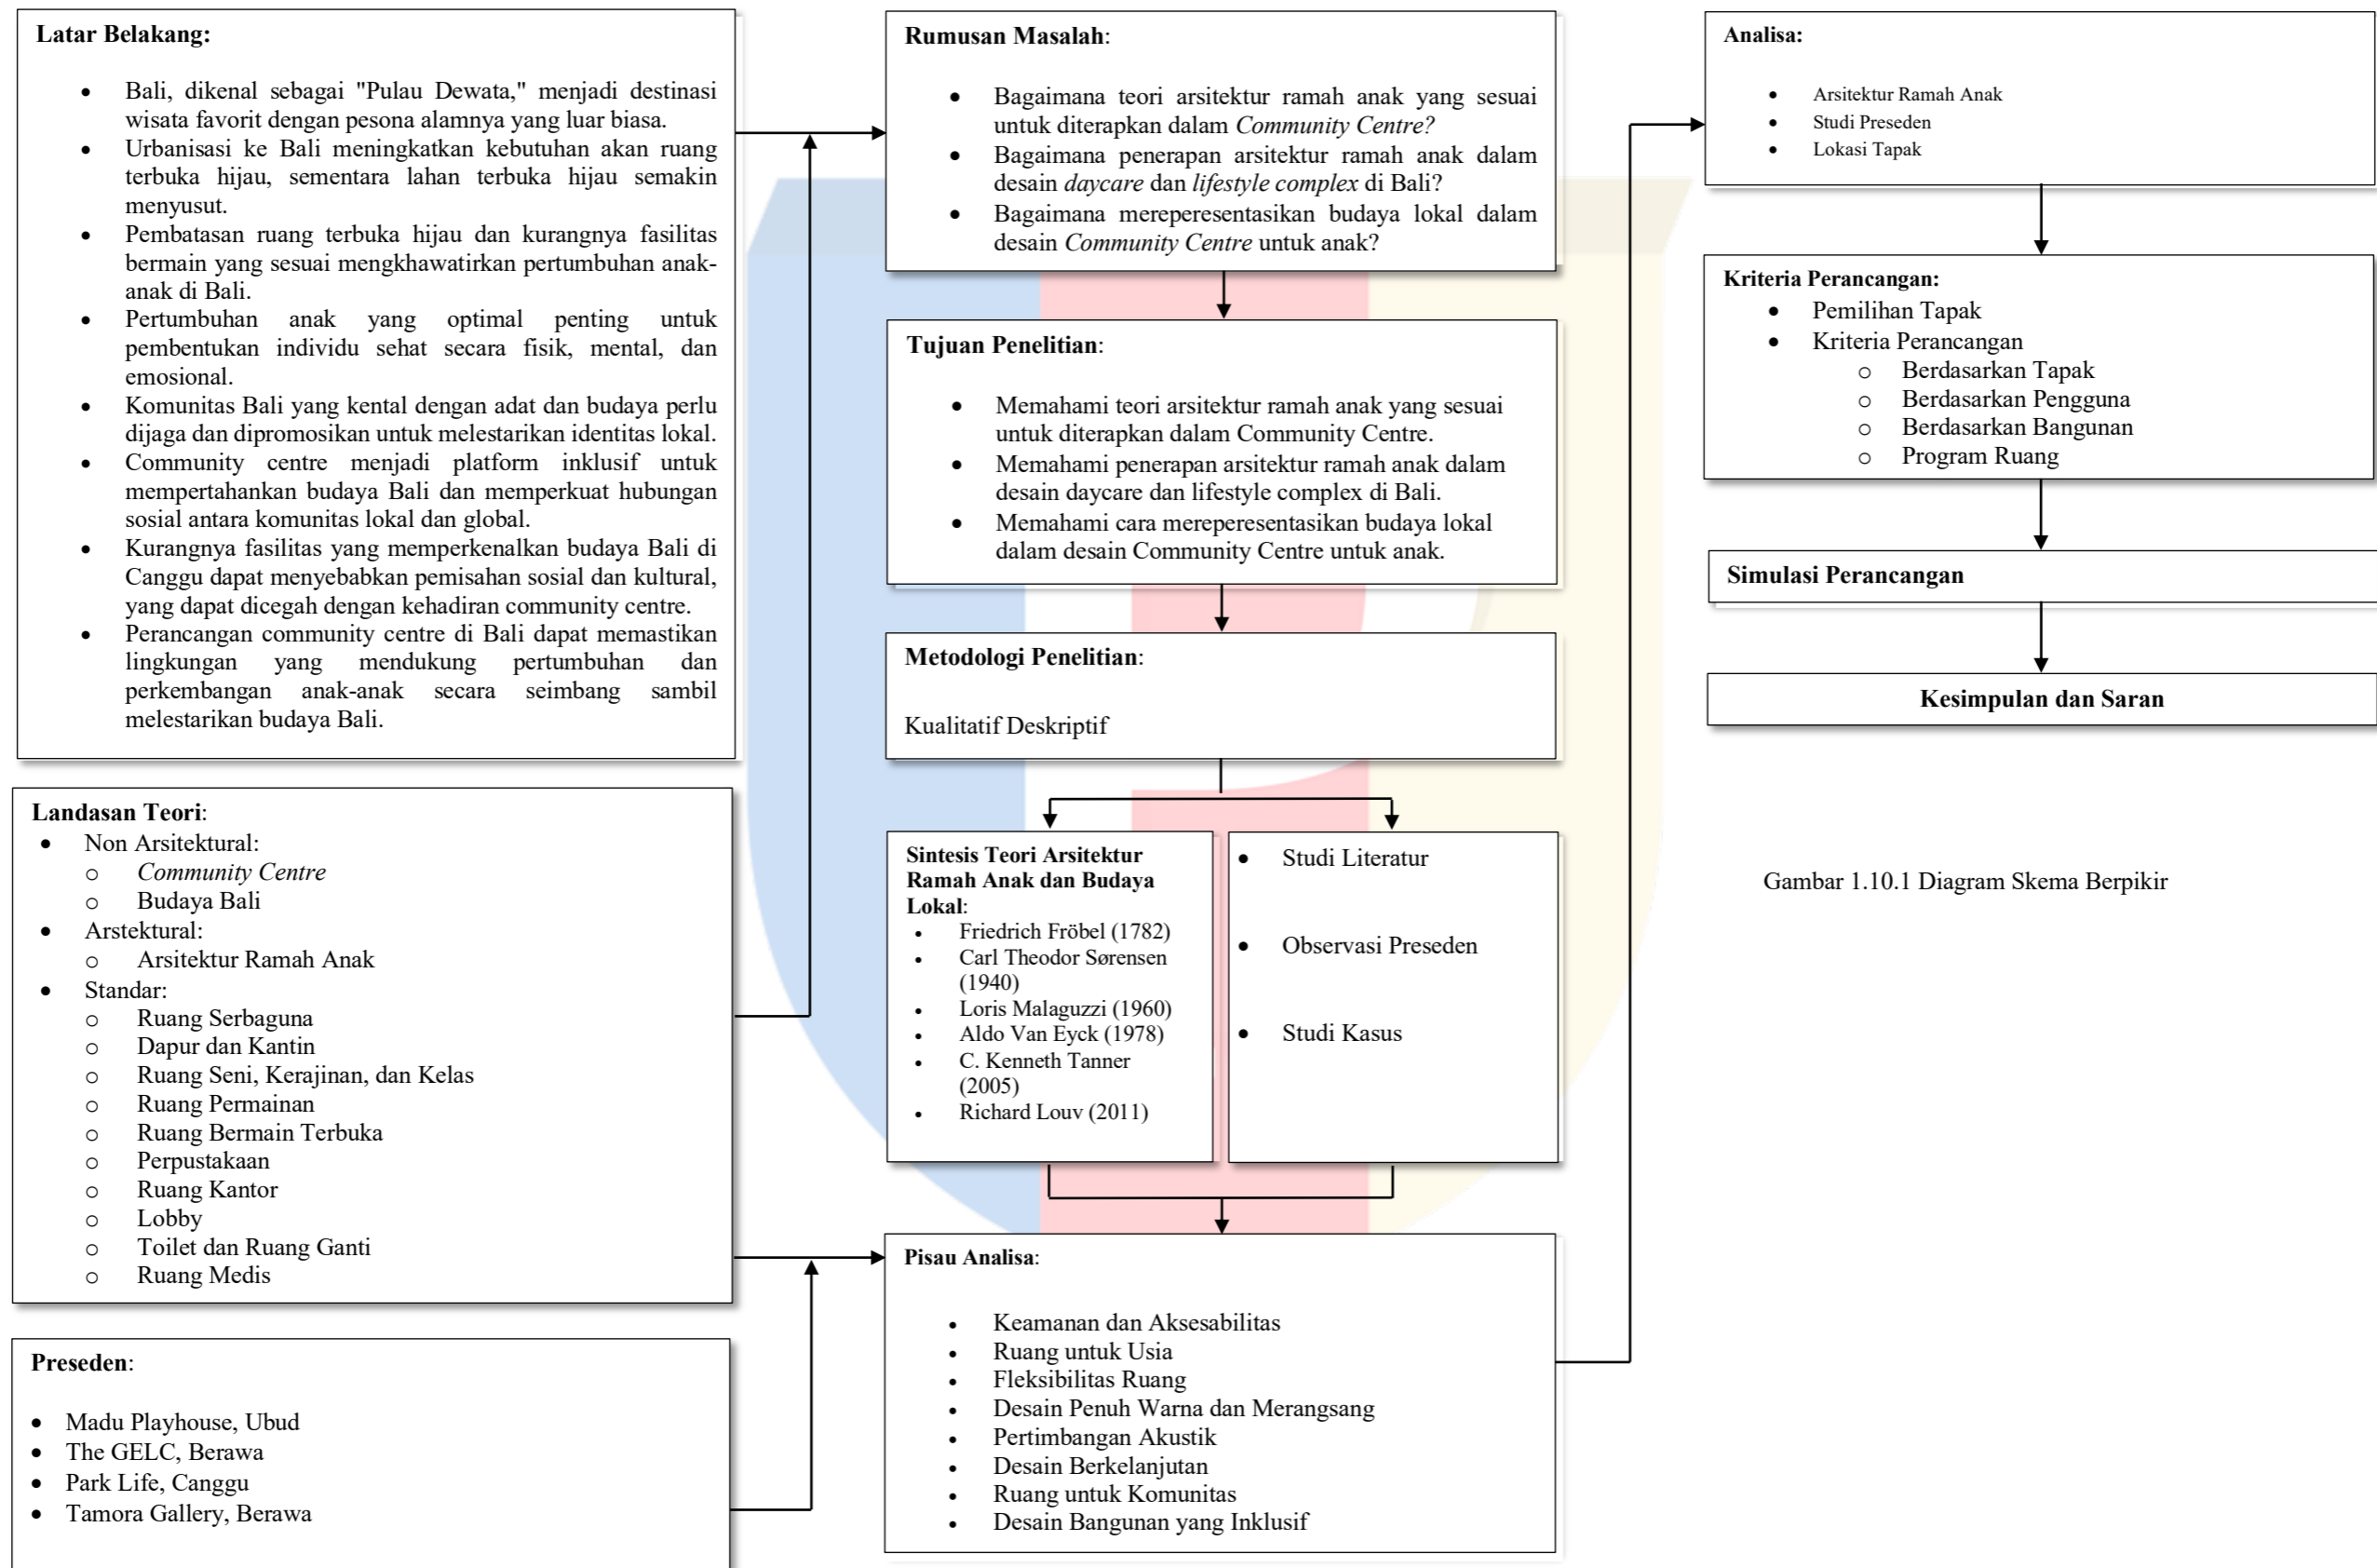 Latar Belakang:
• Bali, dikenal sebagai "Pulau Dewata," menjadi destinasi
wisata favorit dengan pesona alamnya yang luar biasa.
• Urbanisasi ke Bali meningkatkan kebutuhan akan ruang
terbuka hijau, sementara lahan terbuka hijau semakin
menyusut.
• Pembatasan ruang terbuka hijau dan kurangnya fasilitas
bermain yang sesuai mengkhawatirkan pertumbuhan anak-
anak di Bali.
• Pertumbuhan anak yang optimal penting untuk
pembentukan individu sehat secara fisik, mental, dan
emosional.
• Komunitas Bali yang kental dengan adat dan budaya perlu
dijaga dan dipromosikan untuk melestarikan identitas lokal.
• Community centre menjadi platform inklusif untuk
mempertahankan budaya Bali dan memperkuat hubungan
sosial antara komunitas lokal dan global.
• Kurangnya fasilitas yang memperkenalkan budaya Bali di
Canggu dapat menyebabkan pemisahan sosial dan kultural,
yang dapat dicegah dengan kehadiran community centre.
• Perancangan community centre di Bali dapat memastikan
lingkungan yang mendukung pertumbuhan dan
perkembangan anak-anak secara seimbang sambil
melestarikan budaya Bali.
Landasan Teori:
• Non Arsitektural:
o Community Centre
o Budaya Bali
• Arstektural:
o Arsitektur Ramah Anak
• Standar:
o Ruang Serbaguna
o Dapur dan Kantin
o Ruang Seni, Kerajinan, dan Kelas
o Ruang Permainan
o Ruang Bermain Terbuka
o Perpustakaan
o Ruang Kantor
o Lobby
o Toilet dan Ruang Ganti
o Ruang Medis
Preseden:
• Madu Playhouse, Ubud
• The GELC, Berawa
• Park Life, Canggu
• Tamora Gallery, Berawa
Rumusan Masalah:
• Bagaimana teori arsitektur ramah anak yang sesuai
untuk diterapkan dalam Community Centre?
• Bagaimana penerapan arsitektur ramah anak dalam
desain daycare dan lifestyle complex di Bali?
• Bagaimana mereperesentasikan budaya lokal dalam
desain Community Centre untuk anak?
Tujuan Penelitian:
• Memahami teori arsitektur ramah anak yang sesuai
untuk diterapkan dalam Community Centre.
• Memahami penerapan arsitektur ramah anak dalam
desain daycare dan lifestyle complex di Bali.
• Memahami cara mereperesentasikan budaya lokal
dalam desain Community Centre untuk anak.
Metodologi Penelitian:
Kualitatif Deskriptif
Sintesis Teori Arsitektur
Ramah Anak dan Budaya
Lokal:
• Friedrich Fröbel (1782)
• Carl Theodor Sørensen
(1940)
• Loris Malaguzzi (1960)
• Aldo Van Eyck (1978)
• C. Kenneth Tanner
(2005)
• Richard Louv (2011)
• Studi Literatur
• Observasi Preseden
• Studi Kasus
Pisau Analisa:
• Keamanan dan Aksesabilitas
• Ruang untuk Usia
• Fleksibilitas Ruang
• Desain Penuh Warna dan Merangsang
• Pertimbangan Akustik
• Desain Berkelanjutan
• Ruang untuk Komunitas
• Desain Bangunan yang Inklusif
Analisa:
• Arsitektur Ramah Anak
• Studi Preseden
• Lokasi Tapak
Kriteria Perancangan:
• Pemilihan Tapak
• Kriteria Perancangan
o Berdasarkan Tapak
o Berdasarkan Pengguna
o Berdasarkan Bangunan
o Program Ruang
Simulasi Perancangan
Kesimpulan dan Saran
Gambar 1.10.1 Diagram Skema Berpikir